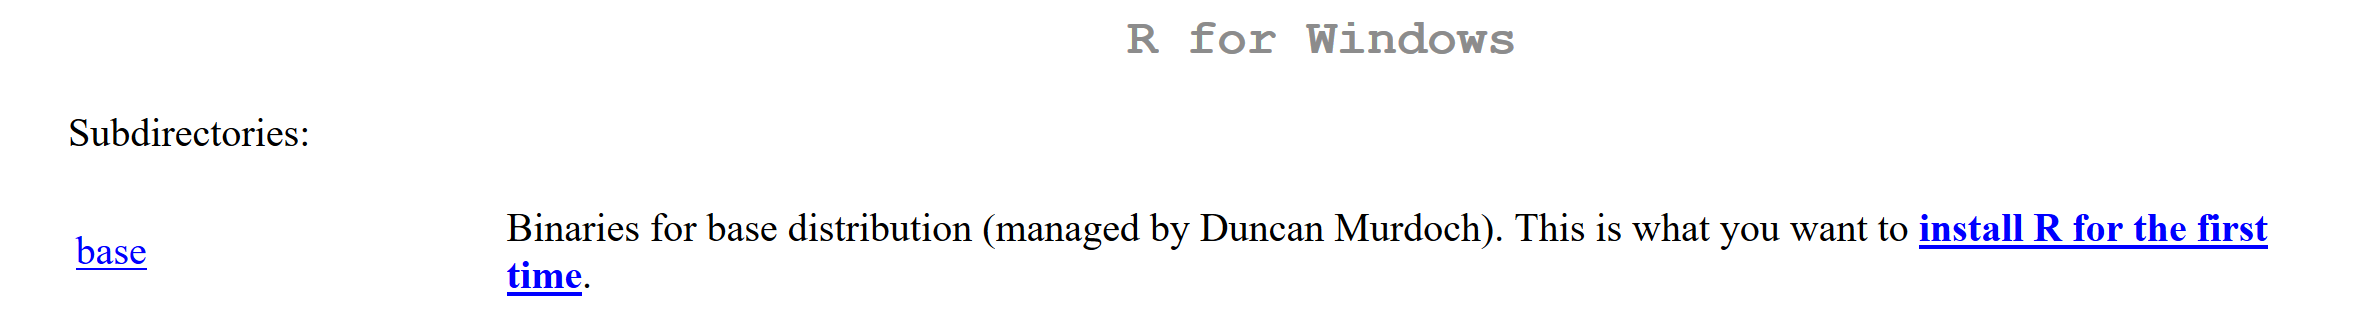 R for Windows
Subdirectories:
base
Binaries for base distribution (managed by Duncan Murdoch). This is what you want to install R for the first
time.